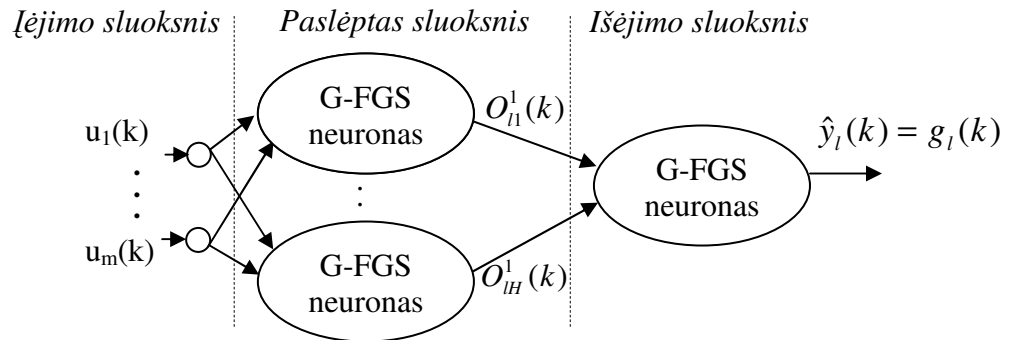 Įėjimo sluoksnis
Paslėptas sluoksnis
Išėjimo sluoksnis
G-FGS
neuronas
u₁(k)
⋮
uₘ(k)
⋮
G-FGS
neuronas
O¹ₗ₁(k)
O¹ₗH(k)
G-FGS
neuronas
ŷₗ(k) = gₗ(k)